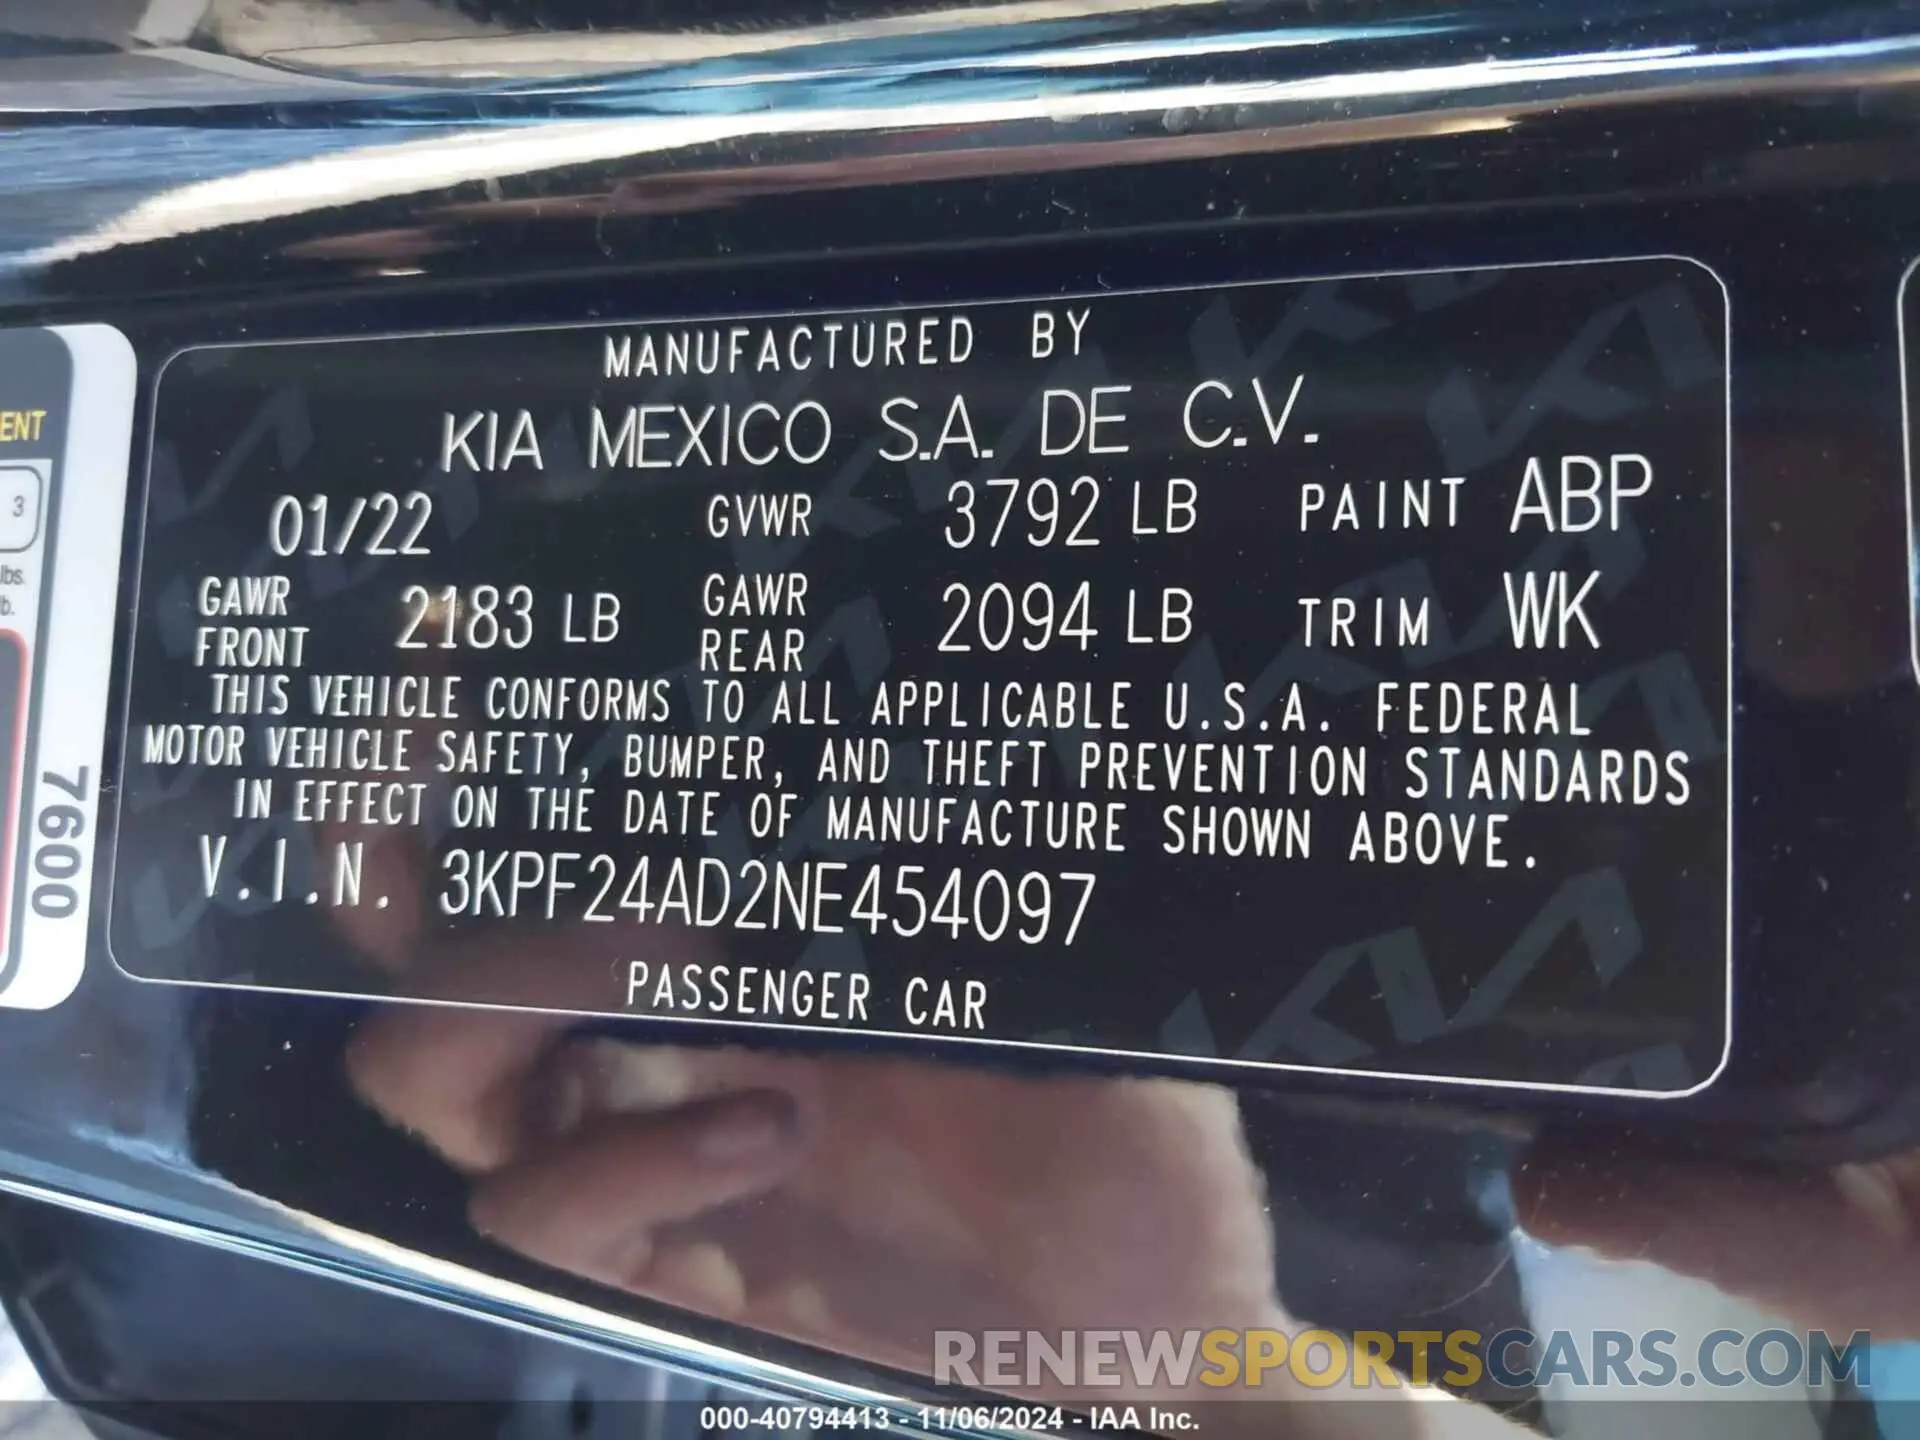 MANUFACTURED BY
KIA MEXICO S.A. DE C.V.
01/22 GVWR 3792 LB PAINT ABP
GAWR FRONT 2183 LB GAWR REAR 2094 LB TRIM WK
THIS VEHICLE CONFORMS TO ALL APPLICABLE U.S.A. FEDERAL
MOTOR VEHICLE SAFETY, BUMPER, AND THEFT PREVENTION STANDARDS
IN EFFECT ON THE DATE OF MANUFACTURE SHOWN ABOVE.
V.I.N. 3KPF24AD2NE454097
PASSENGER CAR
3
lbs.
7600
RENEWSPORTSCARS.COM
000-40794413 - 11/06/2024 - IAA Inc.